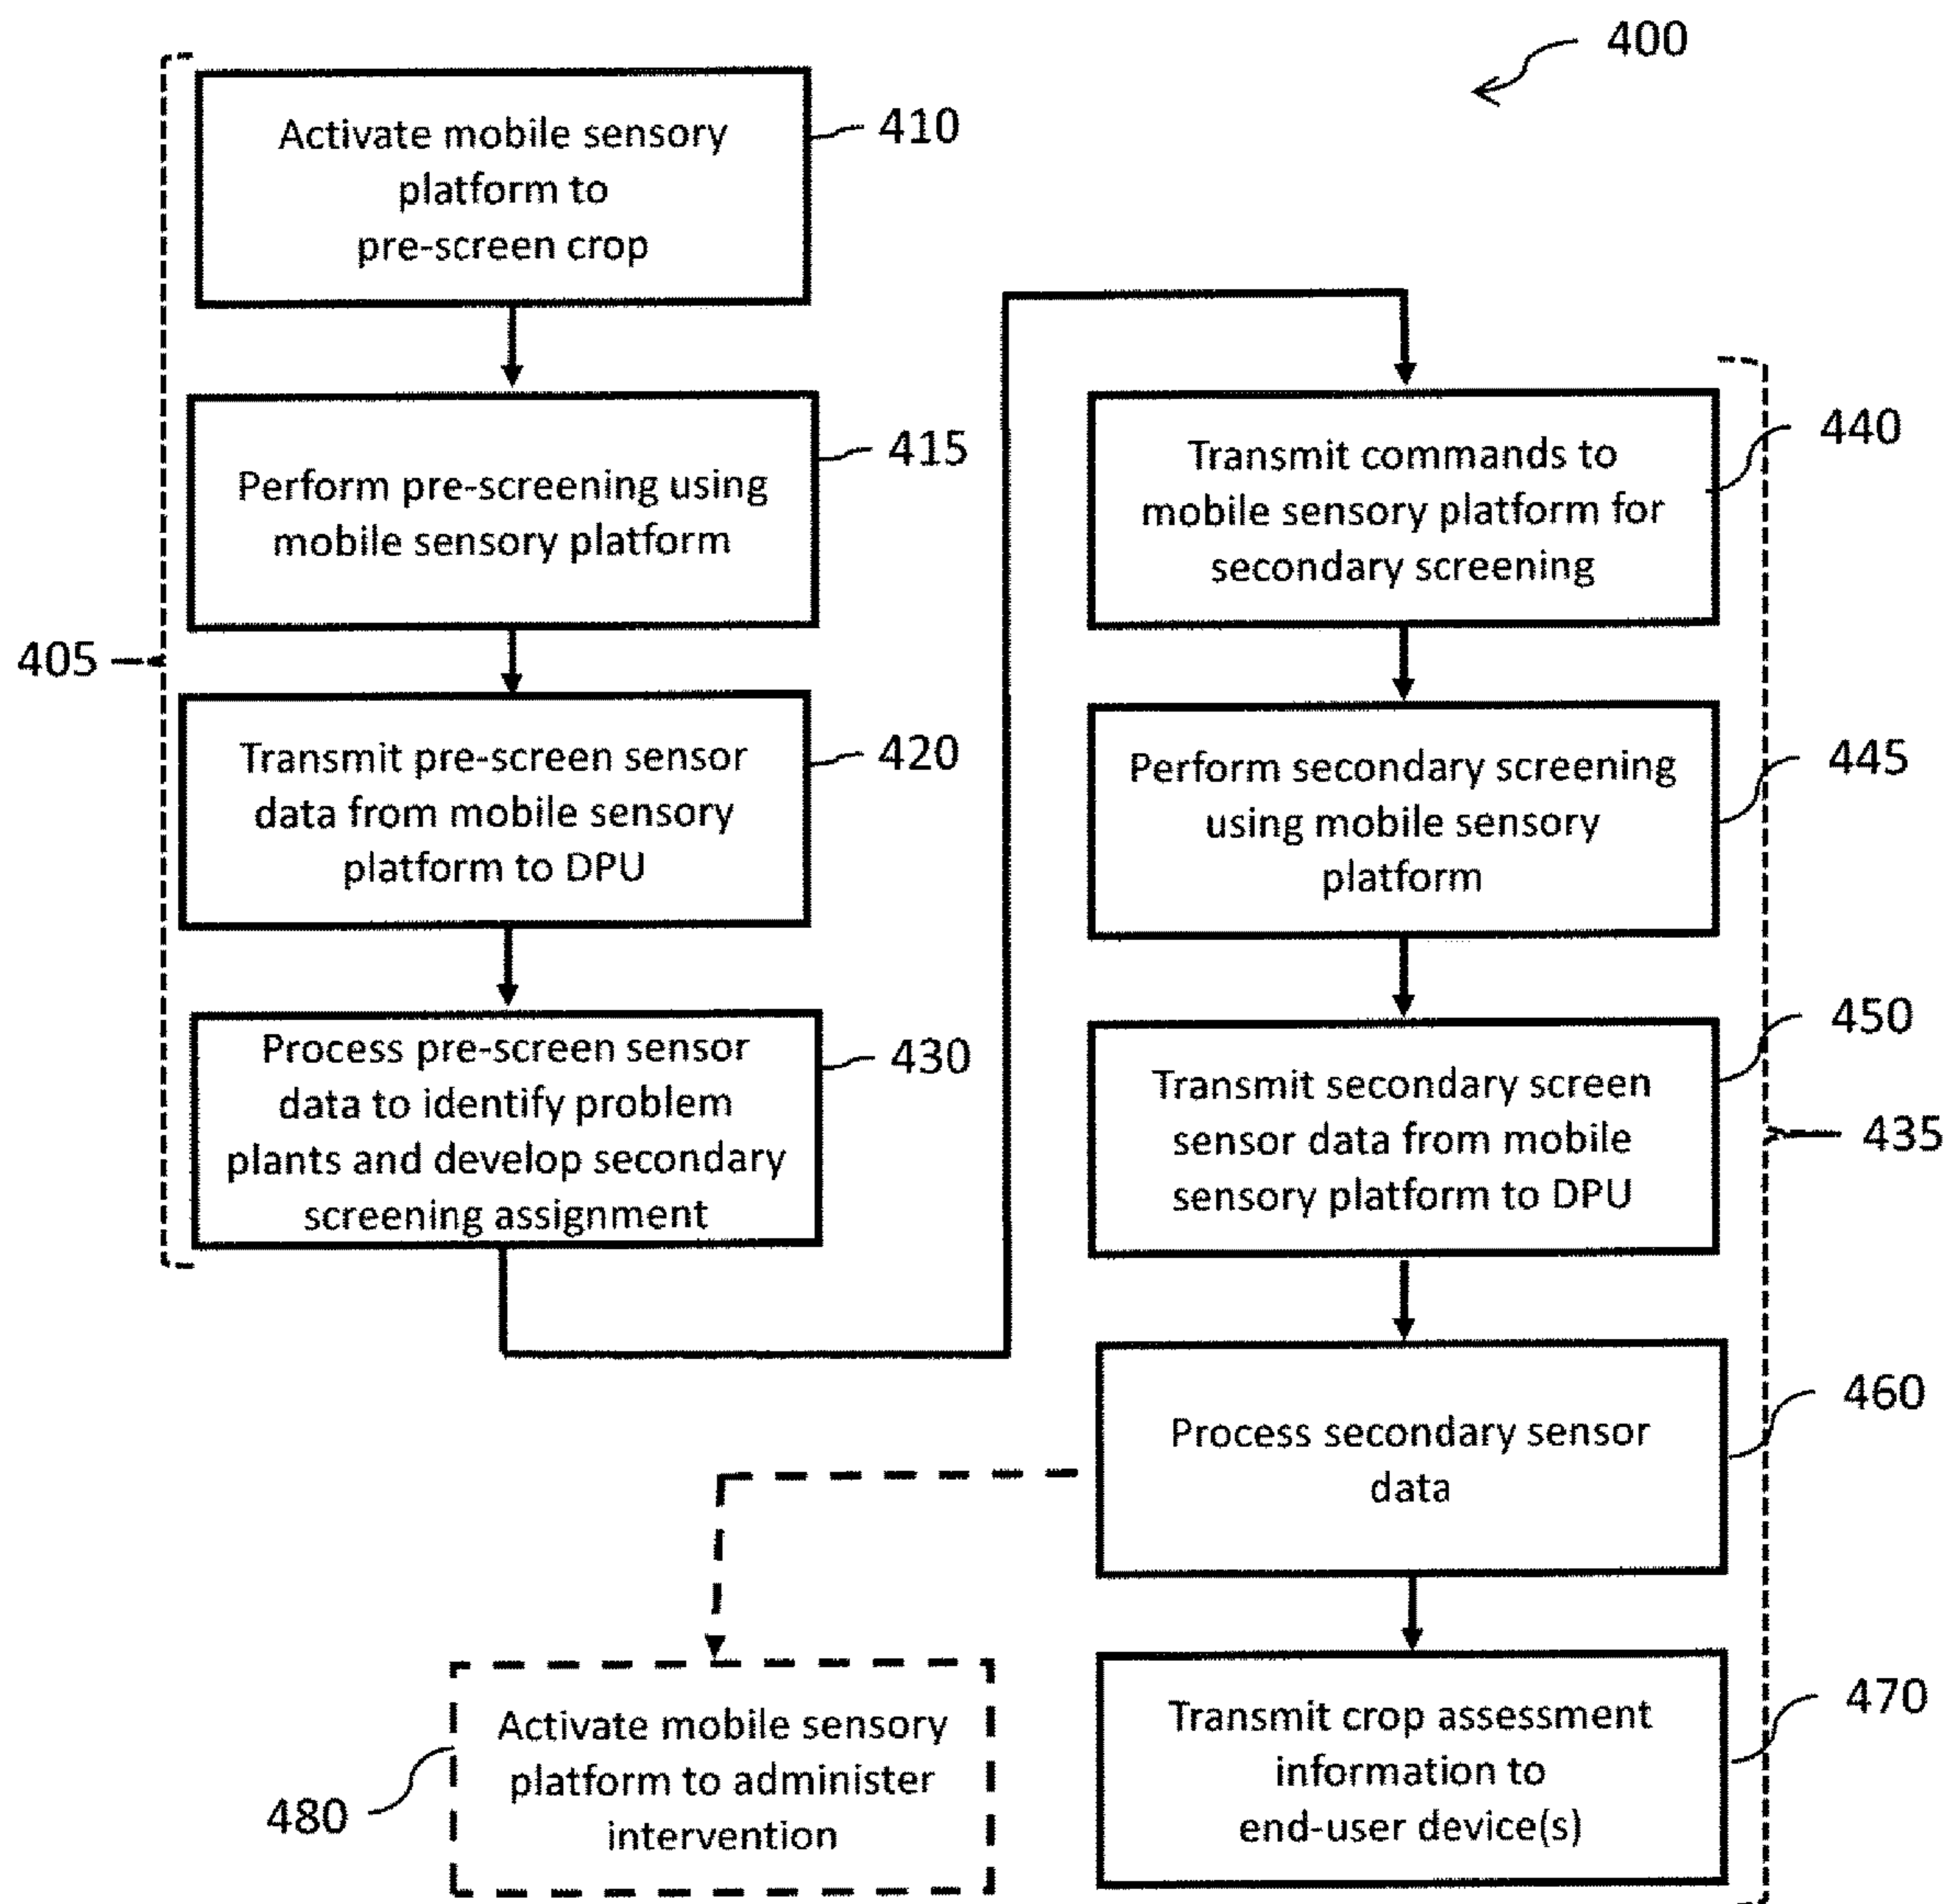 400
Activate mobile sensory
platform to
pre-screen crop
410
Perform pre-screening using
mobile sensory platform
415
405
Transmit pre-screen sensor
data from mobile sensory
platform to DPU
420
Process pre-screen sensor
data to identify problem
plants and develop secondary
screening assignment
430
Transmit commands to
mobile sensory platform for
secondary screening
440
Perform secondary screening
using mobile sensory
platform
445
Transmit secondary screen
sensor data from mobile
sensory platform to DPU
450
435
Process secondary sensor
data
460
Transmit crop assessment
information to
end-user device(s)
470
Activate mobile sensory
platform to administer
intervention
480